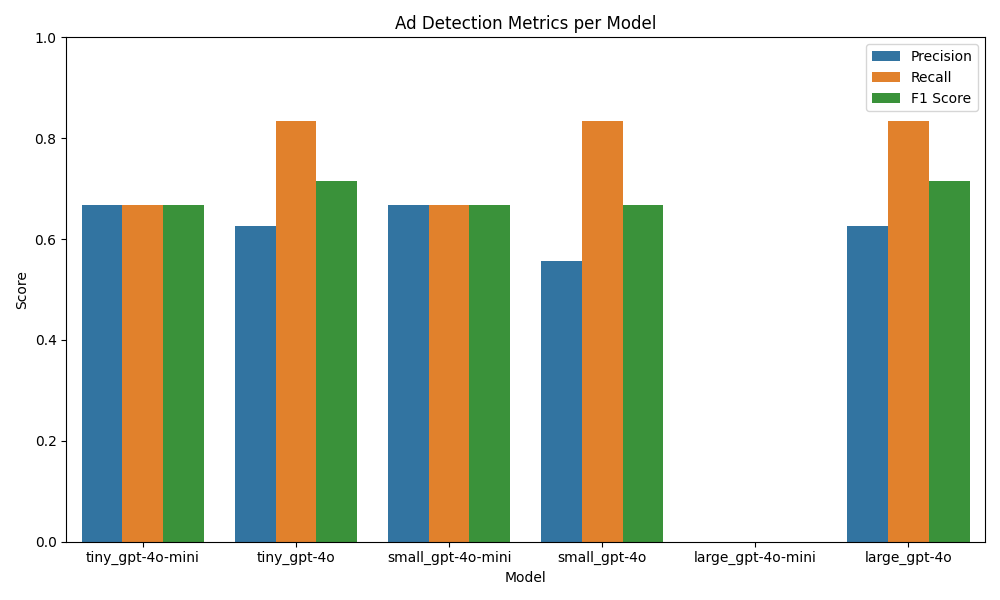 Ad Detection Metrics per Model
Precision
Recall
F1 Score
Score
1.0
0.8
0.6
0.4
0.2
0.0
tiny_gpt-4o-mini
tiny_gpt-4o
small_gpt-4o-mini
small_gpt-4o
large_gpt-4o-mini
large_gpt-4o
Model